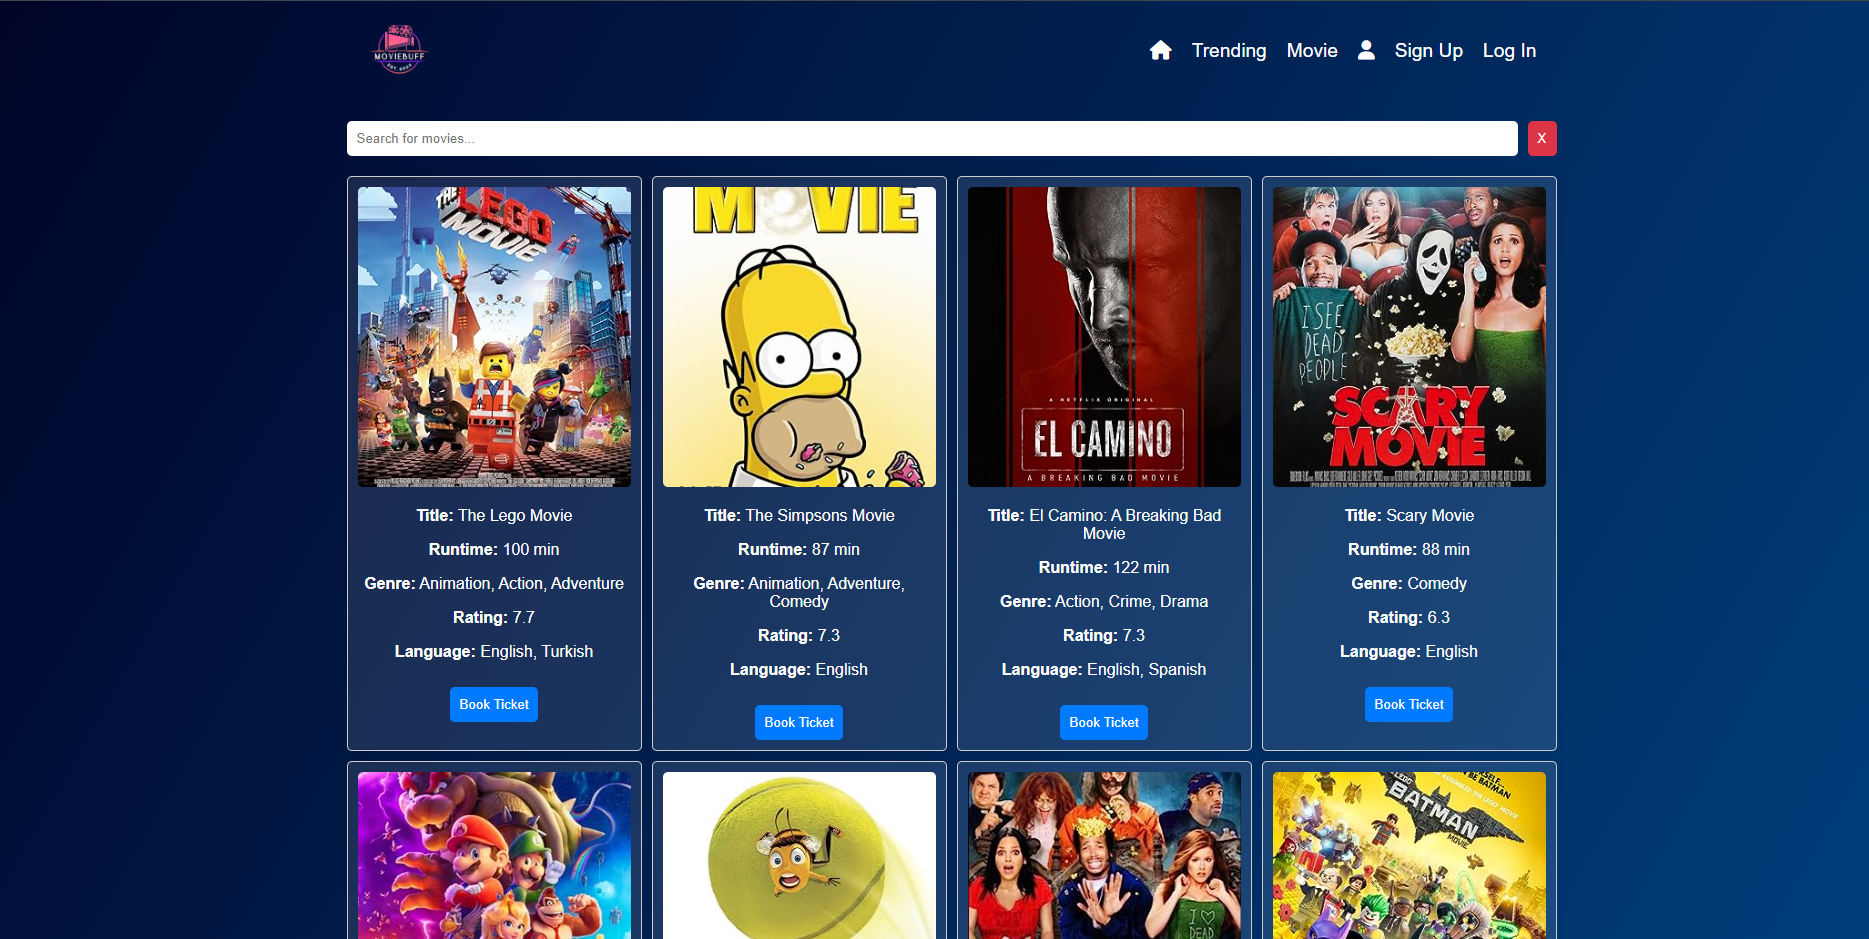 MOVIEBUFF
Trending
Movie
Sign Up
Log In
Search for movies...
X
THE
LEGO
MOVIE
MOVIE
A NETFLIX ORIGINAL
EL CAMINO
A BREAKING BAD MOVIE
I SEE
DEAD
PEOPLE
SCARY
MOVIE
Title: The Lego Movie
Runtime: 100 min
Genre: Animation, Action, Adventure
Rating: 7.7
Language: English, Turkish
Book Ticket
Title: The Simpsons Movie
Runtime: 87 min
Genre: Animation, Adventure,
Comedy
Rating: 7.3
Language: English
Book Ticket
Title: El Camino: A Breaking Bad
Movie
Runtime: 122 min
Genre: Action, Crime, Drama
Rating: 7.3
Language: English, Spanish
Book Ticket
Title: Scary Movie
Runtime: 88 min
Genre: Comedy
Rating: 6.3
Language: English
Book Ticket
I
DEAD
BE BATMAN
LEGO
BATMAN
MOVIE